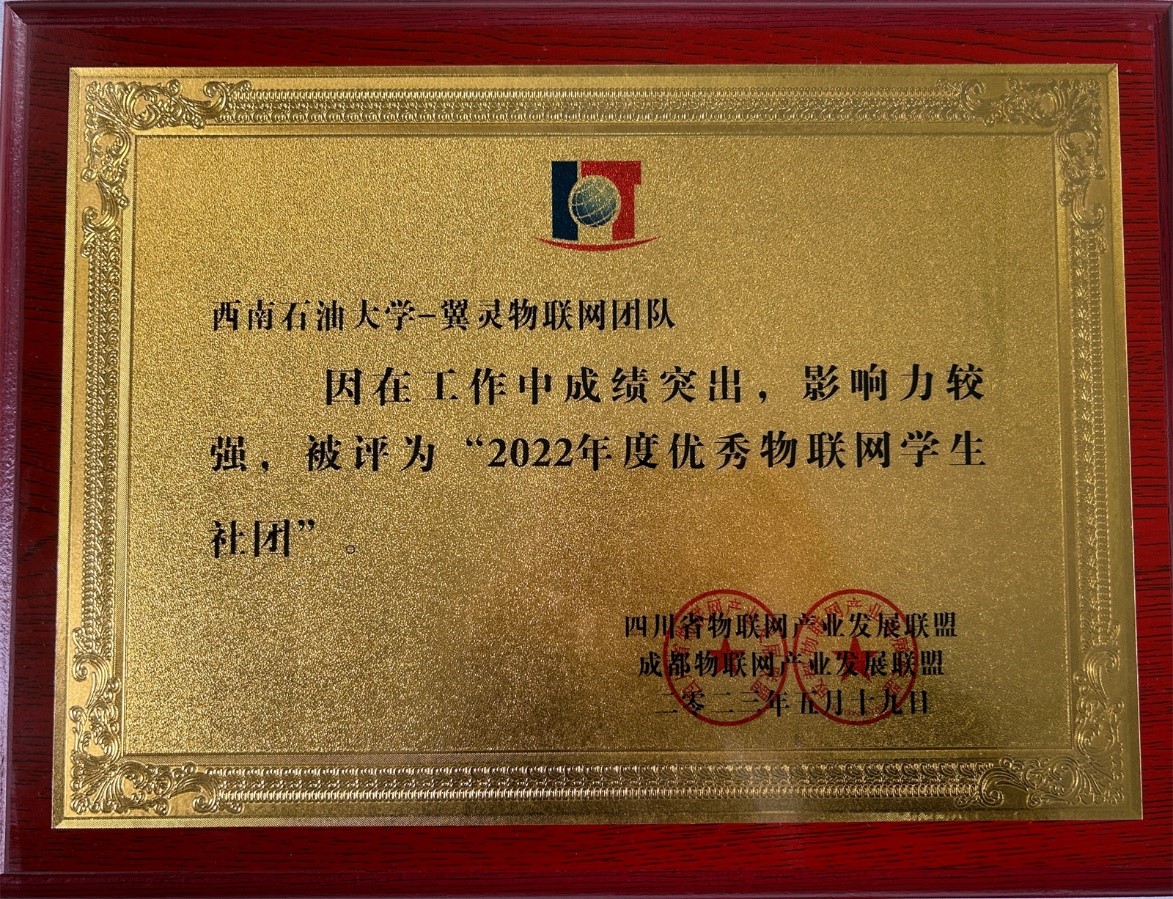 IOT
西南石油大学-翼灵物联网团队
因在工作中成绩突出，影响力较
强，被评为“2022年度优秀物联网学生
社团”。
四川省物联网产业发展联盟
成都物联网产业发展联盟
二零二三年五月十九日